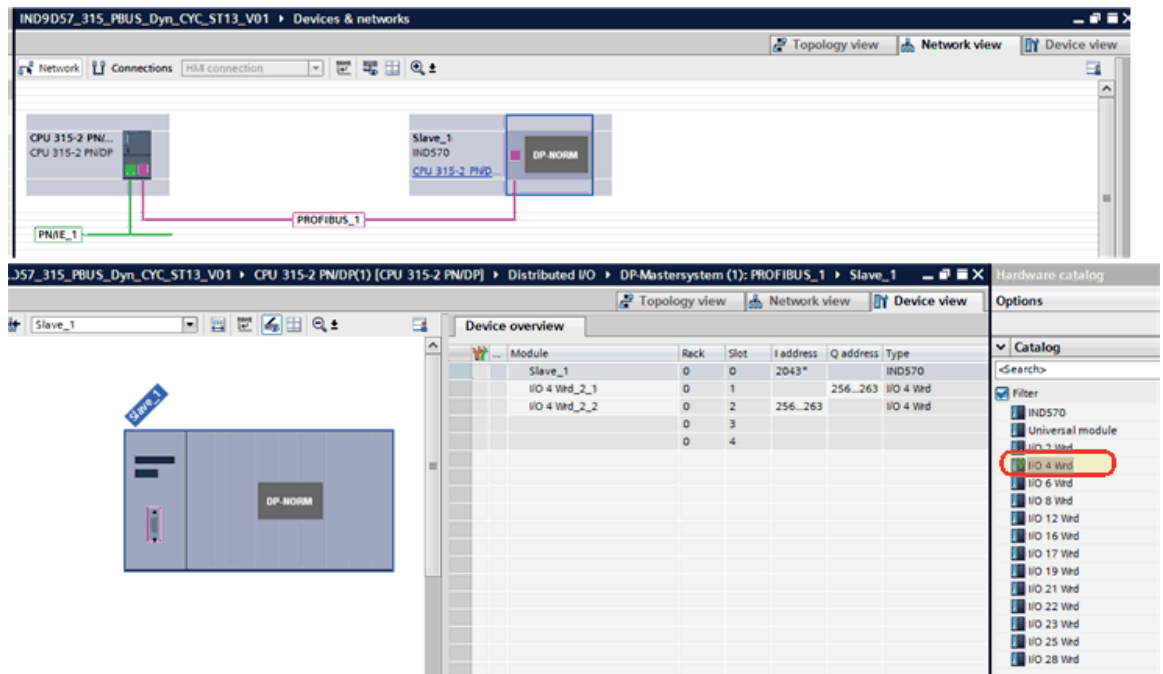 IND9D57_315_PBUS_Dyn_CYC_ST13_V01 ▸ Devices & networks
Topology view Network view Device view
Network Connections HMI connection
CPU 315-2 PN/...
CPU 315-2 PN/DP
Slave_1
IND570
CPU 315-2 PN/D...
DP-NORM
PROFIBUS_1
PN/IE_1
..D57_315_PBUS_Dyn_CYC_ST13_V01 ▸ CPU 315-2 PN/DP(1) [CPU 315-2 PN/DP] ▸ Distributed I/O ▸ DP-Mastersystem (1): PROFIBUS_1 ▸ Slave_1
Topology view Network view Device view
Slave_1
Slave_1
DP-NORM
Device overview
... Module Rack Slot I address Q address Type
Slave_1 0 0 2043* IND570
I/O 4 Wrd_2_1 0 1 256...263 I/O 4 Wrd
I/O 4 Wrd_2_2 0 2 256...263 I/O 4 Wrd
0 3
0 4
Hardware catalog
Options
Catalog
<Search>
Filter
IND570
Universal module
I/O 2 Wrd
I/O 4 Wrd
I/O 6 Wrd
I/O 8 Wrd
I/O 12 Wrd
I/O 16 Wrd
I/O 17 Wrd
I/O 19 Wrd
I/O 21 Wrd
I/O 22 Wrd
I/O 23 Wrd
I/O 25 Wrd
I/O 28 Wrd